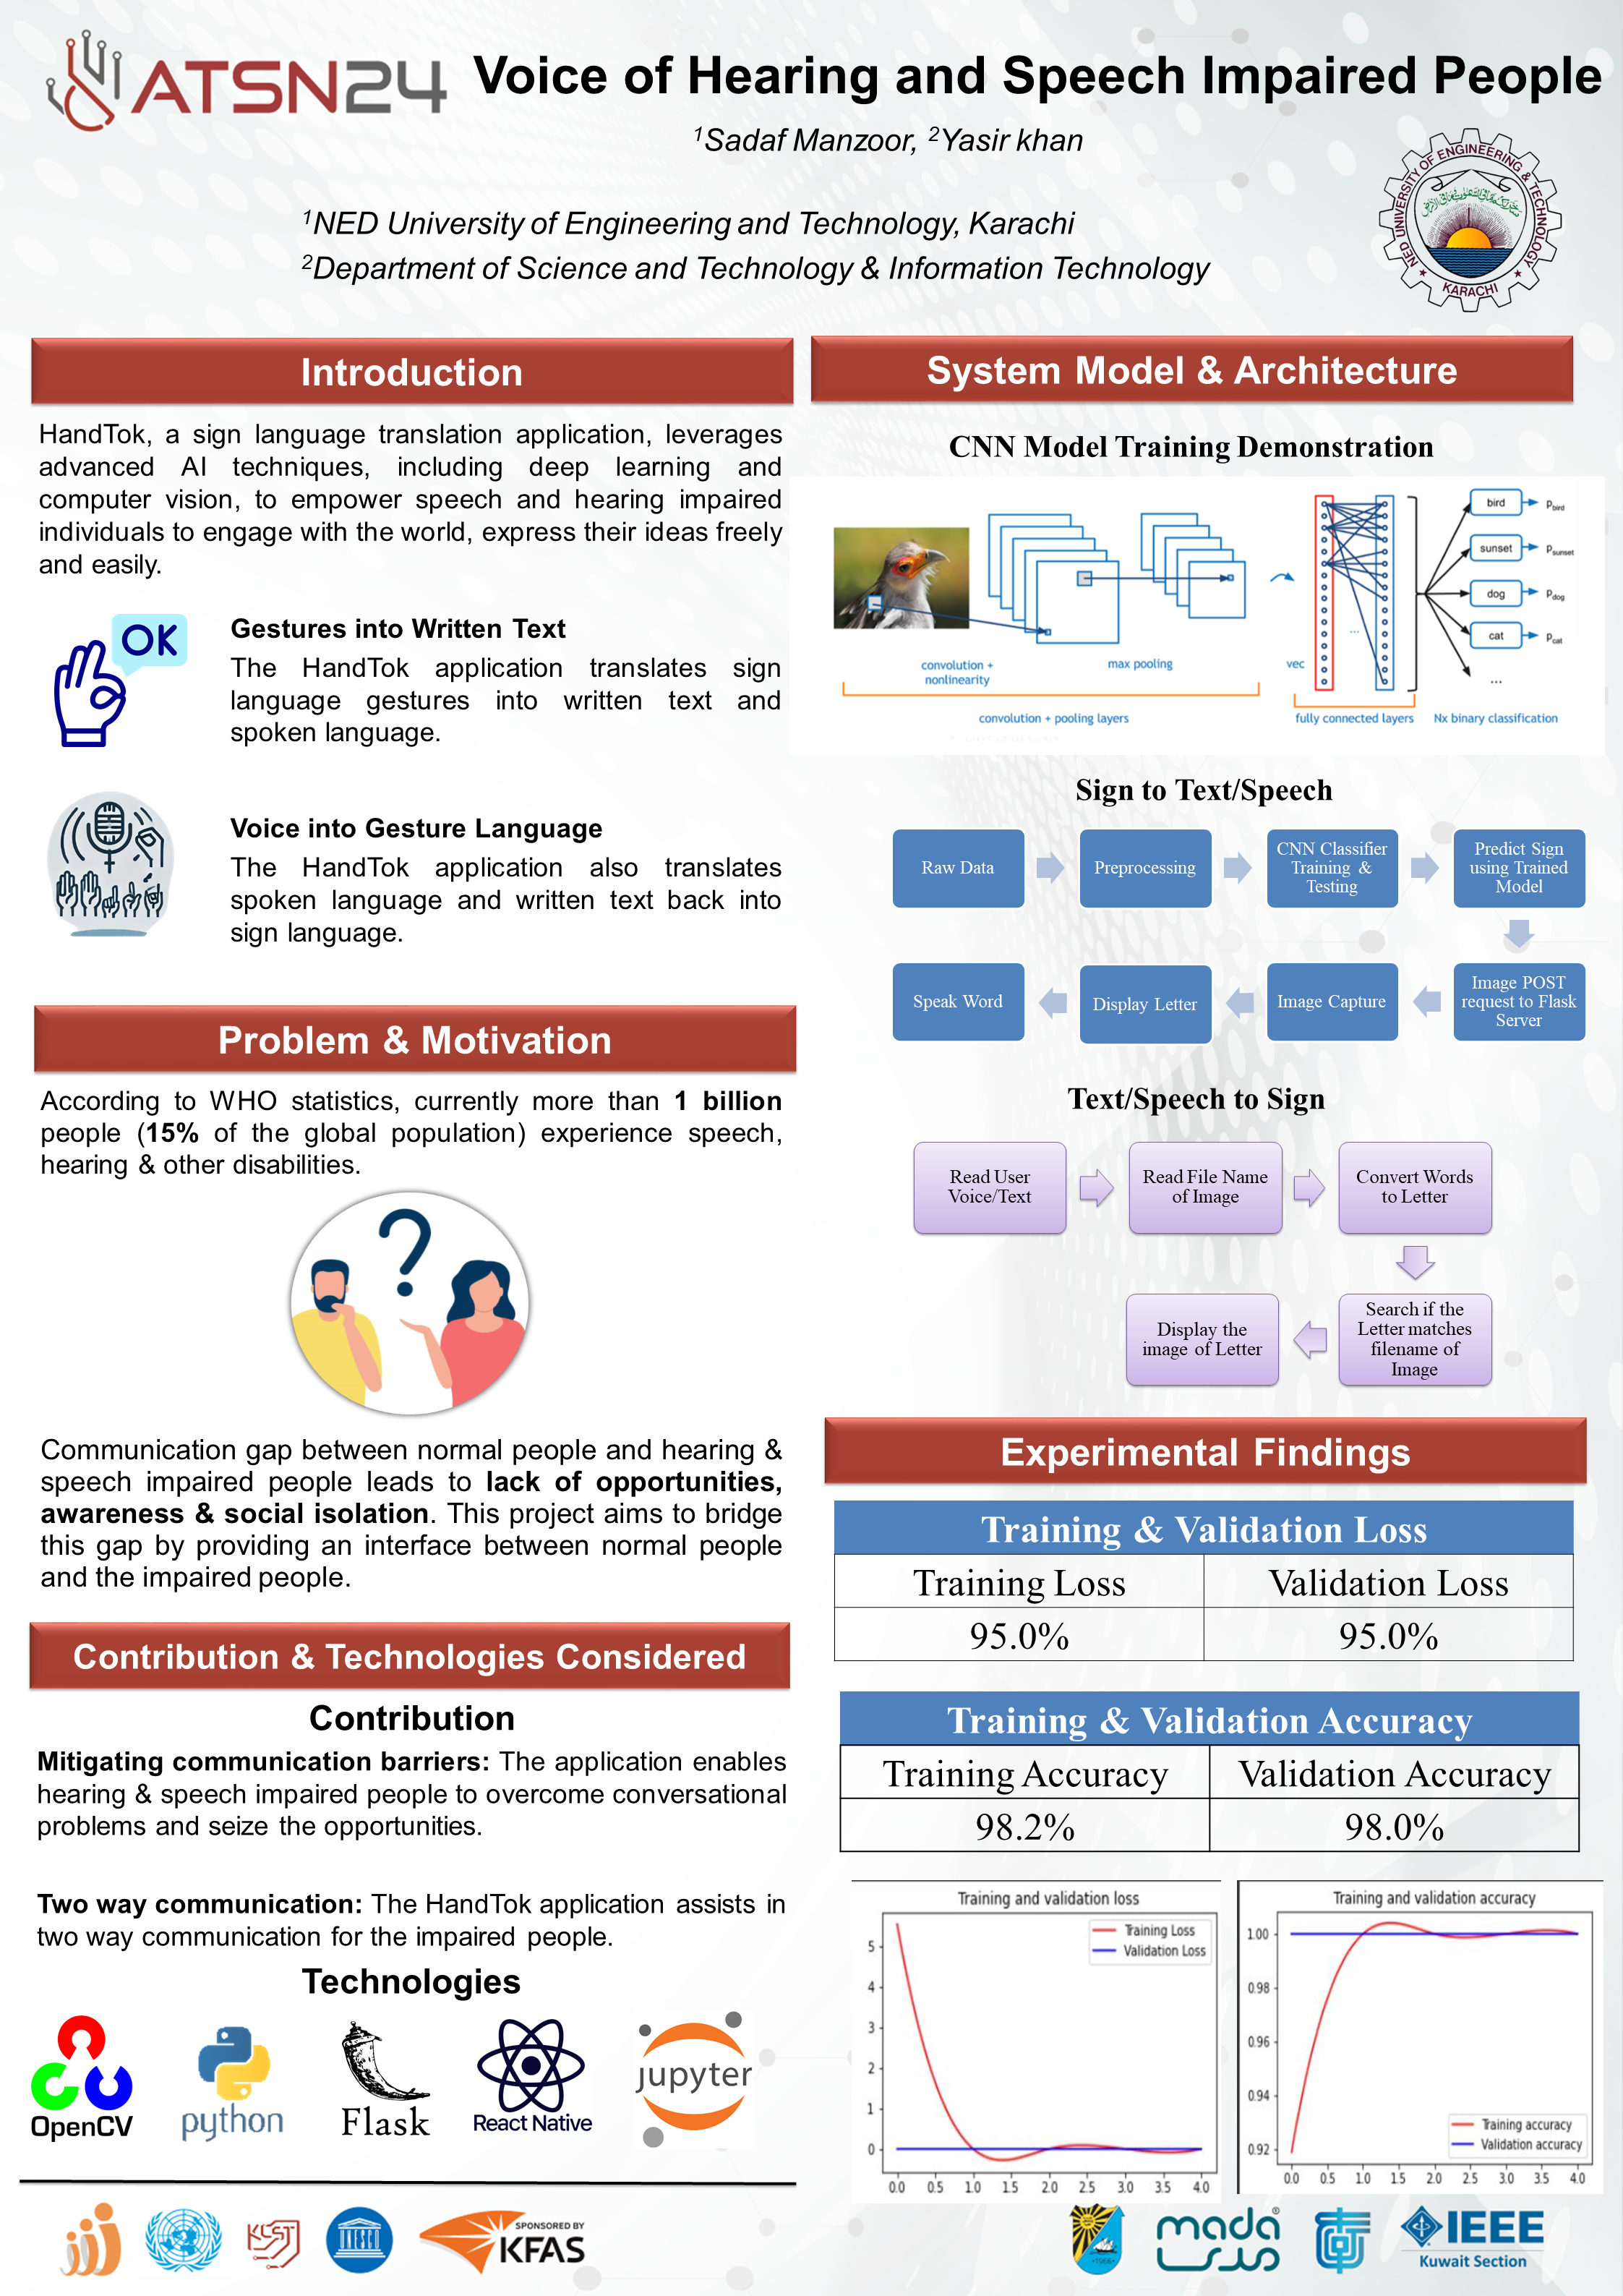 ATSN24
Voice of Hearing and Speech Impaired People
1Sadaf Manzoor, 2Yasir khan
1NED University of Engineering and Technology, Karachi
2Department of Science and Technology & Information Technology
NED UNIVERSITY OF ENGINEERING & TECHNOLOGY
KARACHI
Introduction
HandTok, a sign language translation application, leverages
advanced AI techniques, including deep learning and
computer vision, to empower speech and hearing impaired
individuals to engage with the world, express their ideas freely
and easily.
OK
Gestures into Written Text
The HandTok application translates sign
language gestures into written text and
spoken language.
Voice into Gesture Language
The HandTok application also translates
spoken language and written text back into
sign language.
Problem & Motivation
According to WHO statistics, currently more than 1 billion
people (15% of the global population) experience speech,
hearing & other disabilities.
?
Communication gap between normal people and hearing &
speech impaired people leads to lack of opportunities,
awareness & social isolation. This project aims to bridge
this gap by providing an interface between normal people
and the impaired people.
Contribution & Technologies Considered
Contribution
Mitigating communication barriers: The application enables
hearing & speech impaired people to overcome conversational
problems and seize the opportunities.
Two way communication: The HandTok application assists in
two way communication for the impaired people.
Technologies
OpenCV
python
Flask
React Native
jupyter
System Model & Architecture
CNN Model Training Demonstration
bird
Pbird
sunset
Psunset
dog
Pdog
cat
Pcat
...
...
convolution +
nonlinearity
max pooling
vec
convolution + pooling layers
fully connected layers
Nx binary classification
Sign to Text/Speech
Raw Data
Preprocessing
CNN Classifier
Training &
Testing
Predict Sign
using Trained
Model
Image POST
request to Flask
Server
Image Capture
Display Letter
Speak Word
Text/Speech to Sign
Read User
Voice/Text
Read File Name
of Image
Convert Words
to Letter
Search if the
Letter matches
filename of
Image
Display the
image of Letter
Experimental Findings
Training & Validation Loss
Training Loss Validation Loss
95.0% 95.0%
Training & Validation Accuracy
Training Accuracy Validation Accuracy
98.2% 98.0%
Training and validation loss
Training Loss
Validation Loss
5
4
3
2
1
0
0.0 0.5 1.0 1.5 2.0 2.5 3.0 3.5 4.0
Training and validation accuracy
1.00
0.98
0.96
0.94
0.92
Training accuracy
Validation accuracy
0.0 0.5 1.0 1.5 2.0 2.5 3.0 3.5 4.0
KCST
UNESCO
SPONSORED BY
KFAS
1966
mada
مدى
IEEE
Kuwait Section